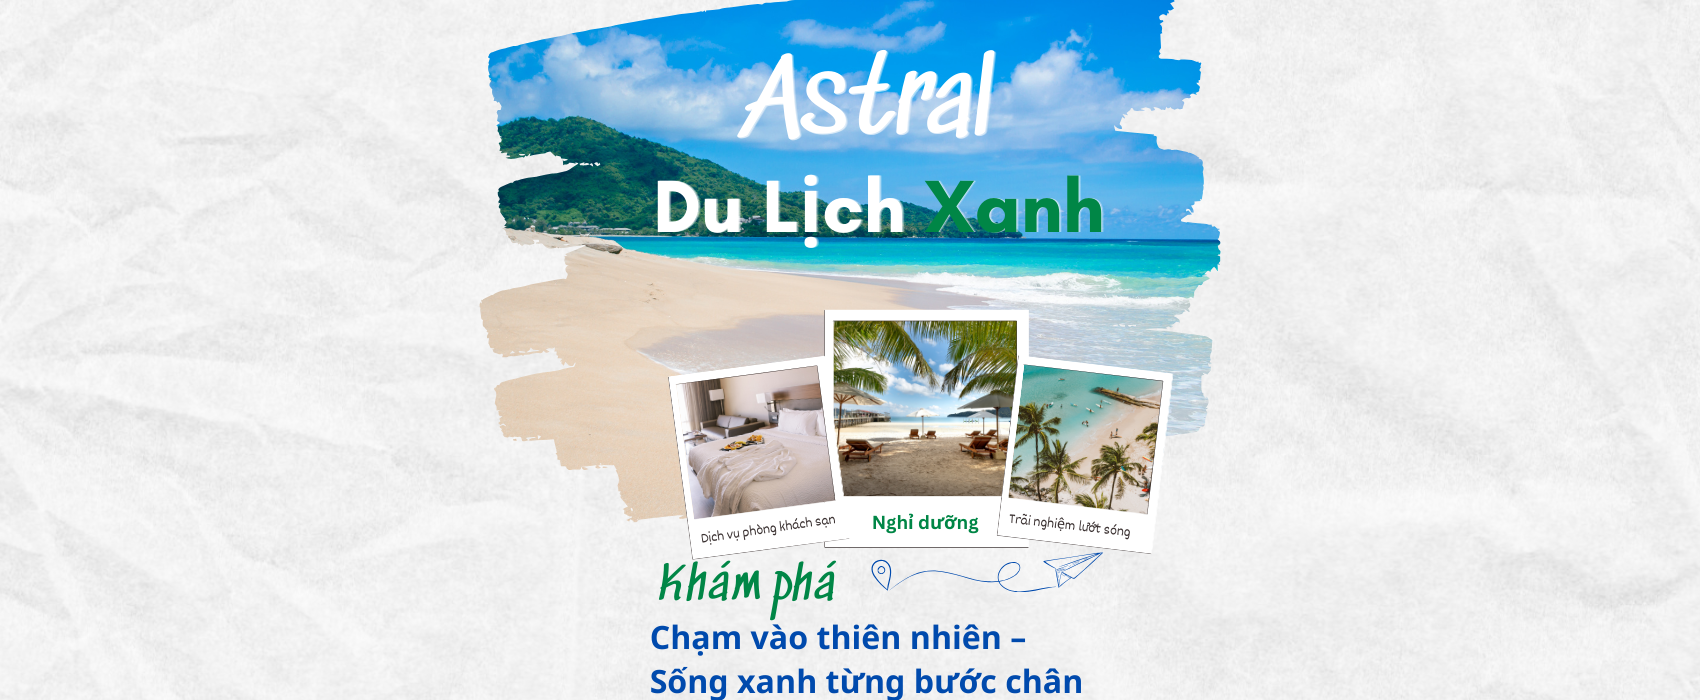 Astral
Du Lịch Xanh
Dịch vụ phòng khách sạn
Nghỉ dưỡng
Trãi nghiệm lướt sóng
Khám phá
Chạm vào thiên nhiên –
Sống xanh từng bước chân